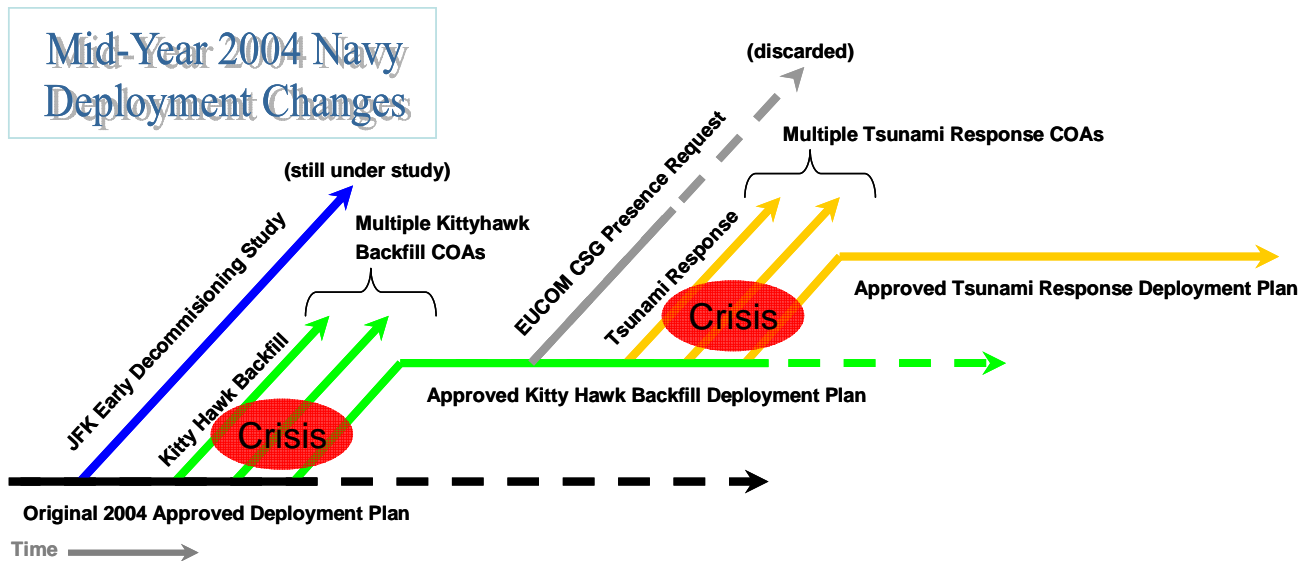 Mid-Year 2004 Navy
Deployment Changes
(discarded)
Multiple Tsunami Response COAs
(still under study)
Multiple Kittyhawk
Backfill COAs
JFK Early Decommisioning Study
Kitty Hawk Backfill
Crisis
EUCOM CSG Presence Request
Tsunami Response
Crisis
Approved Tsunami Response Deployment Plan
Approved Kitty Hawk Backfill Deployment Plan
Original 2004 Approved Deployment Plan
Time